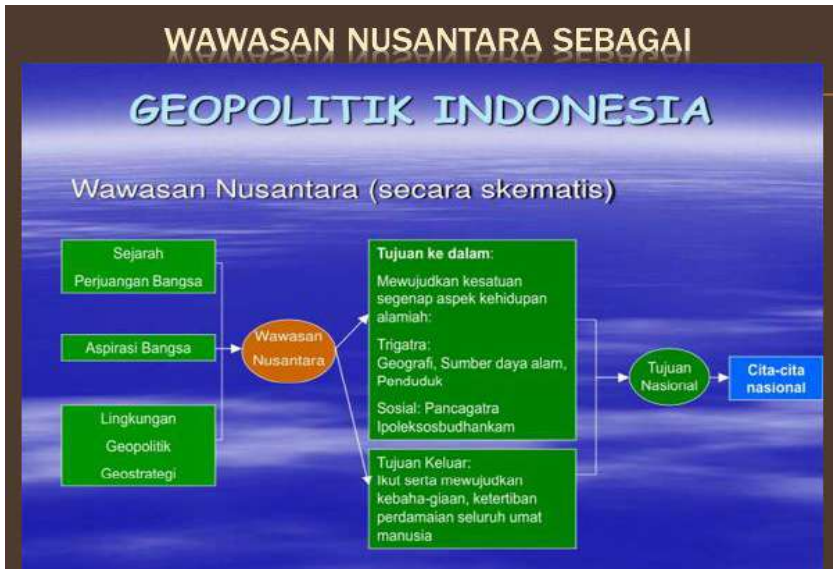 WAWASAN NUSANTARA SEBAGAI
GEOPOLITIK INDONESIA
Wawasan Nusantara (secara skematis)
Sejarah
Perjuangan Bangsa
Aspirasi Bangsa
Lingkungan
Geopolitik
Geostrategi
Wawasan
Nusantara
Tujuan ke dalam:
Mewujudkan kesatuan
segenap aspek kehidupan
alamiah:
Trigatra:
Geografi, Sumber daya alam,
Penduduk
Sosial: Pancagatra
Ipoleksosbudhankam
Tujuan Keluar:
Ikut serta mewujudkan
kebaha-giaan, ketertiban
perdamaian seluruh umat
manusia
Tujuan
Nasional
Cita-cita
nasional